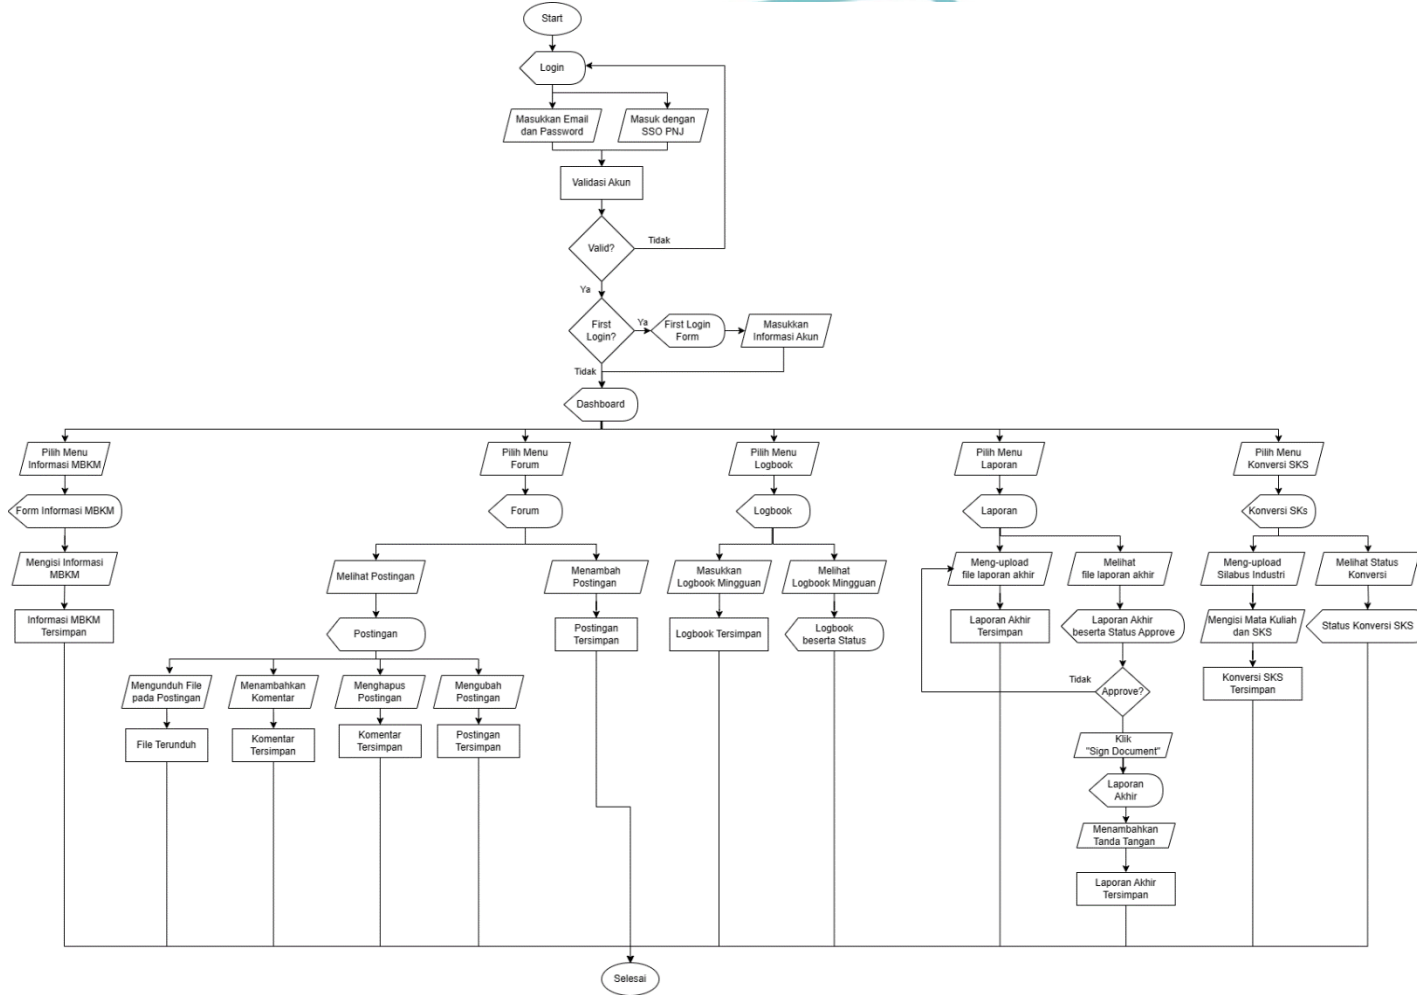 Start
Login
Masukkan Email
dan Password
Masuk dengan
SSO PNJ
Validasi Akun
Valid?
Tidak
Ya
First
Login?
Ya
First Login
Form
Masukkan
Informasi Akun
Tidak
Dashboard
Pilih Menu
Informasi MBKM
Pilih Menu
Forum
Pilih Menu
Logbook
Pilih Menu
Laporan
Pilih Menu
Konversi SKS
Form Informasi MBKM
Forum
Logbook
Laporan
Konversi SKs
Mengisi Informasi
MBKM
Melihat Postingan
Menambah
Postingan
Masukkan
Logbook Mingguan
Melihat
Logbook Mingguan
Meng-upload
file laporan akhir
Melihat
file laporan akhir
Meng-upload
Silabus Industri
Melihat Status
Konversi
Informasi MBKM
Tersimpan
Postingan
Postingan
Tersimpan
Logbook Tersimpan
Logbook
beserta Status
Laporan Akhir
Tersimpan
Laporan Akhir
beserta Status Approve
Mengisi Mata Kuliah
dan SKS
Status Konversi SKS
Mengunduh File
pada Postingan
Menambahkan
Komentar
Menghapus
Postingan
Mengubah
Postingan
Tidak
Approve?
Konversi SKS
Tersimpan
File Terunduh
Komentar
Tersimpan
Komentar
Tersimpan
Postingan
Tersimpan
Klik
"Sign Document"
Laporan
Akhir
Menambahkan
Tanda Tangan
Laporan Akhir
Tersimpan
Selesai